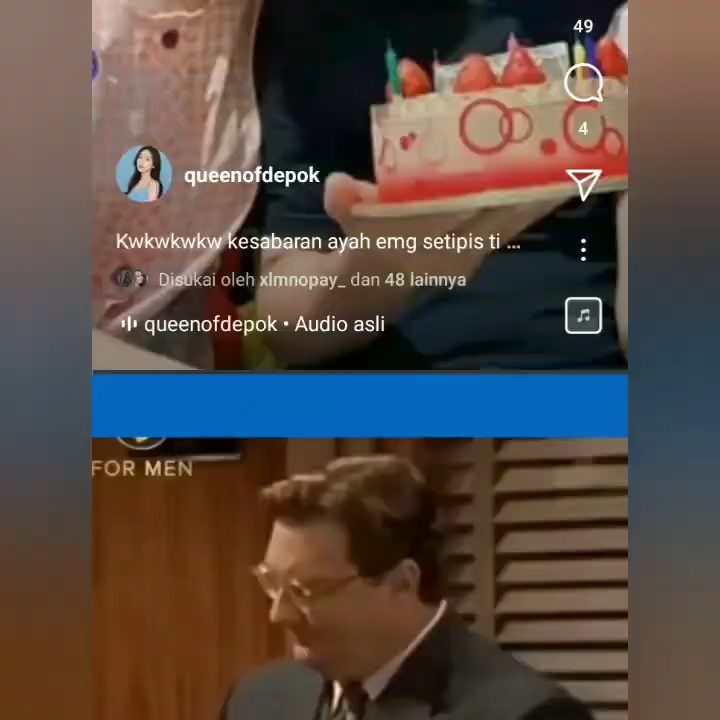 49
4
queenofdepok
Kwkwkwkw kesabaran ayah emg setipis ti ...
Disukai oleh xlmnopay_ dan 48 lainnya
queenofdepok • Audio asli
FOR MEN